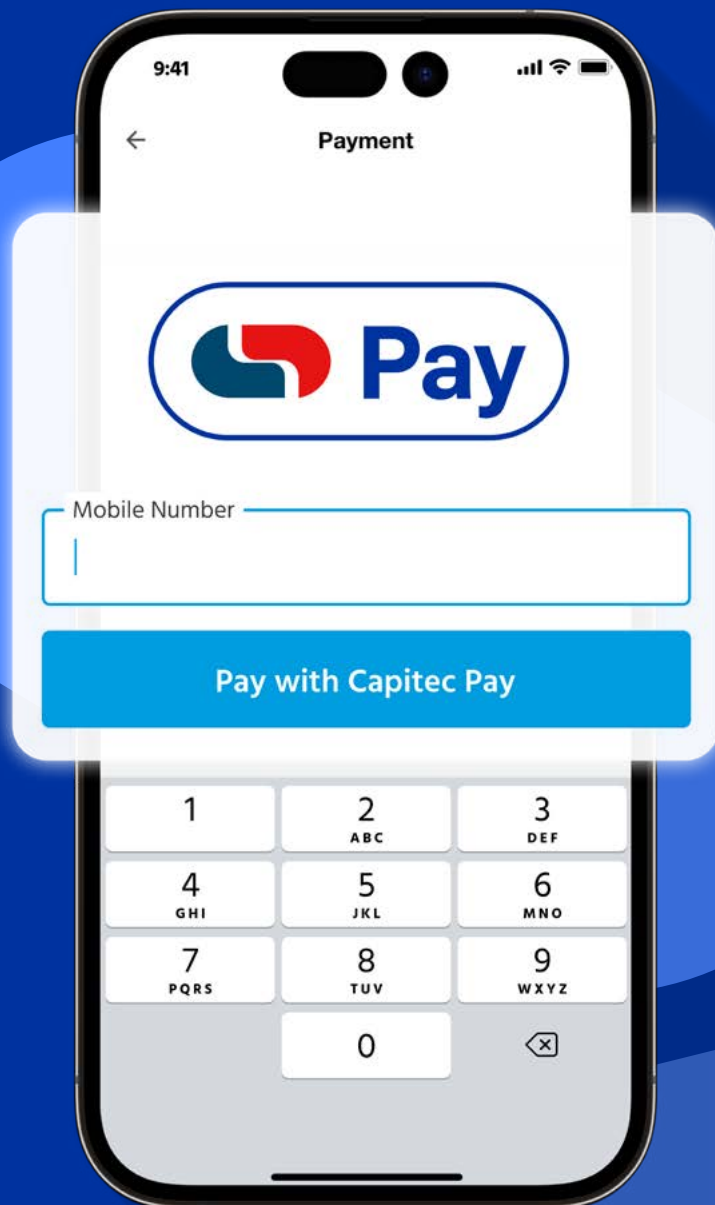 9:41
Payment
Pay
Mobile Number
Pay with Capitec Pay
1
2
ABC
3
DEF
4
GHI
5
JKL
6
MNO
7
PQRS
8
TUV
9
WXYZ
0